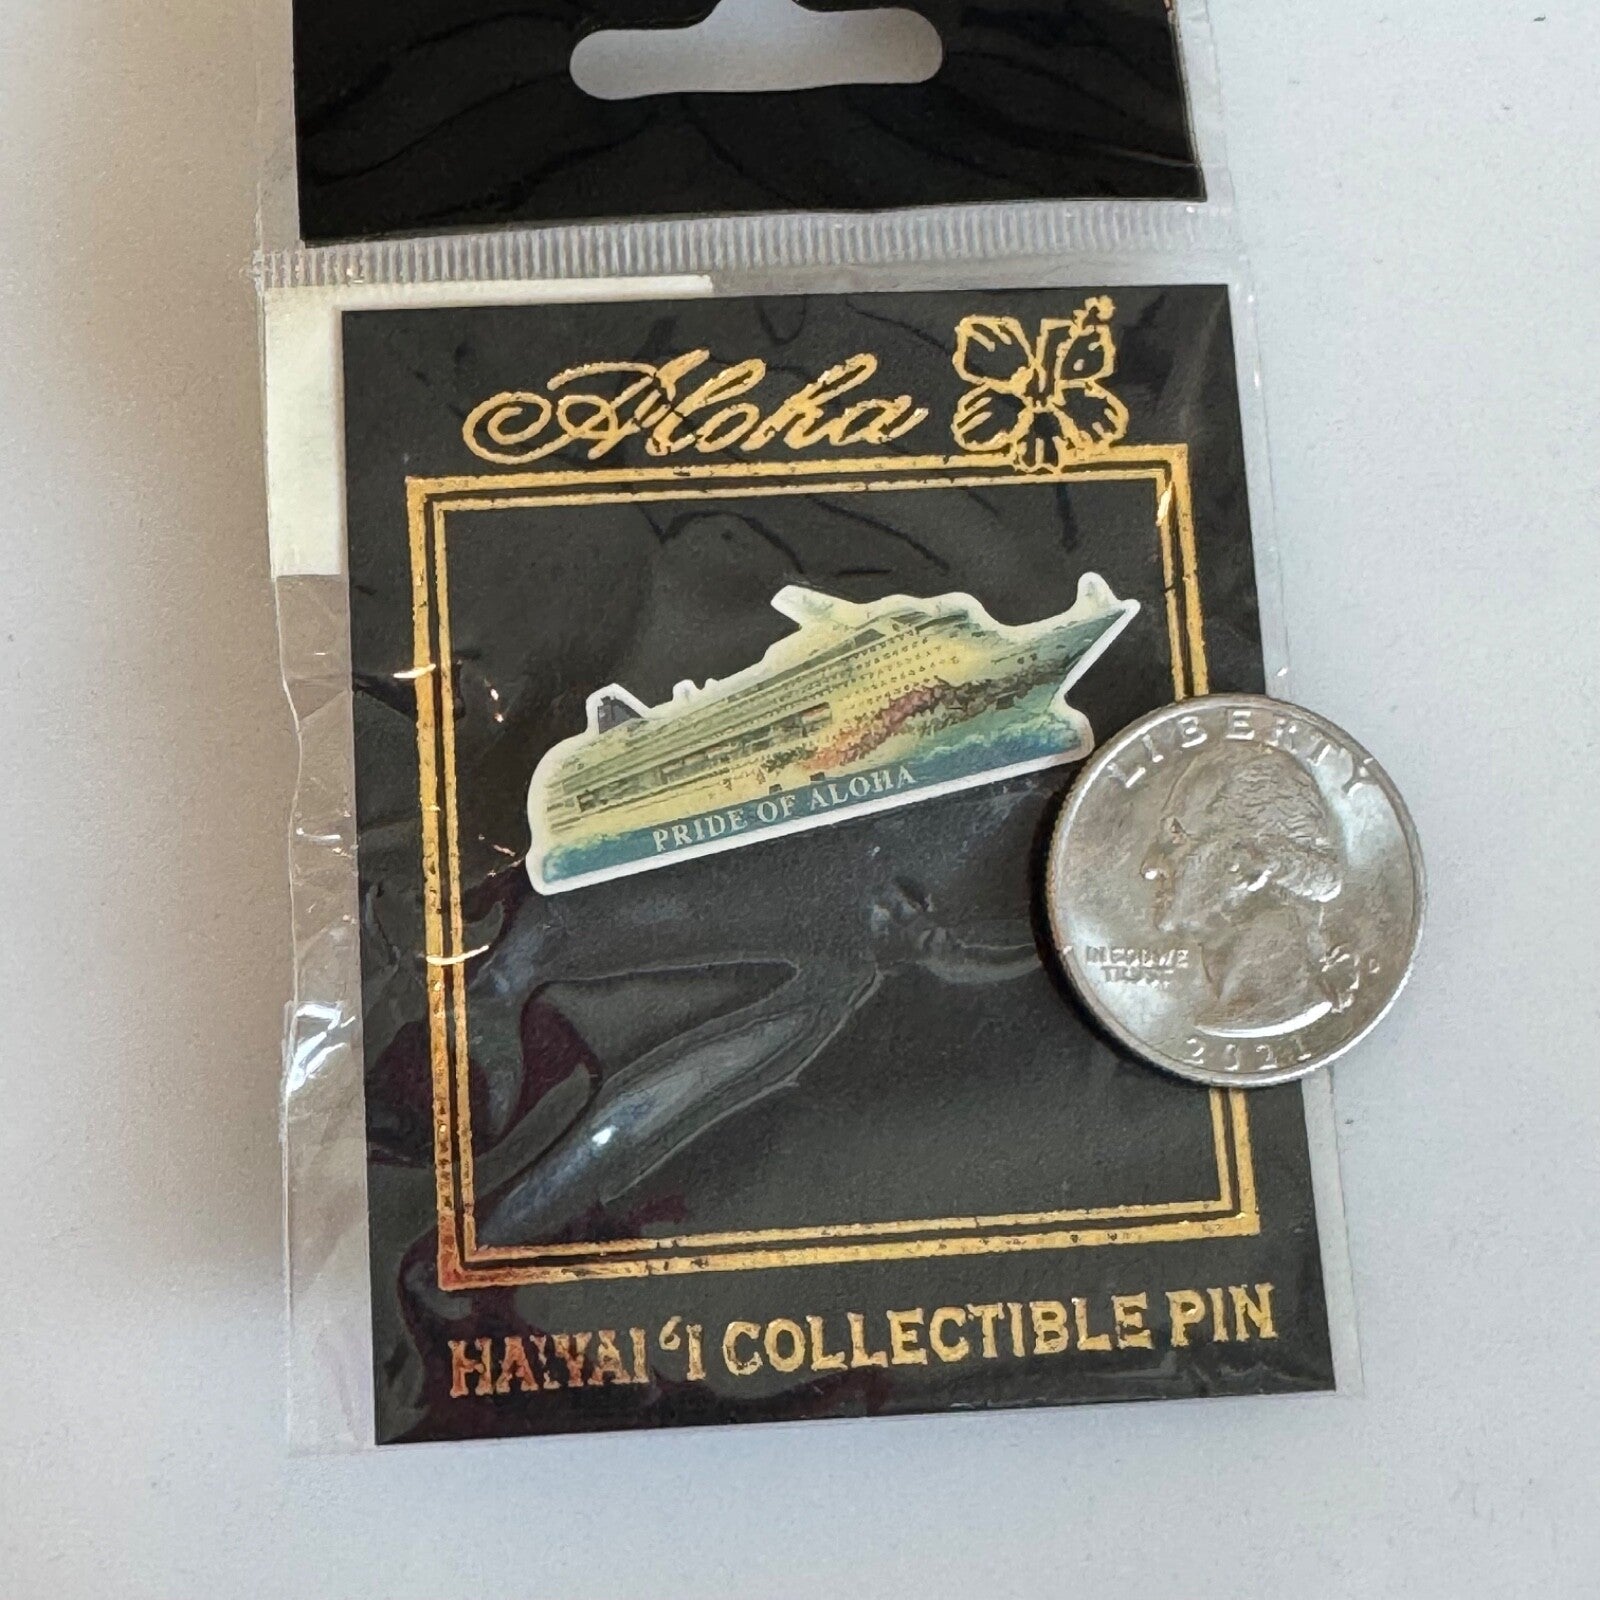 Aloha
PRIDE OF ALOHA
LIBERTY
IN GOD WE
TRUST
D
2021
HAWAI‘I COLLECTIBLE PIN